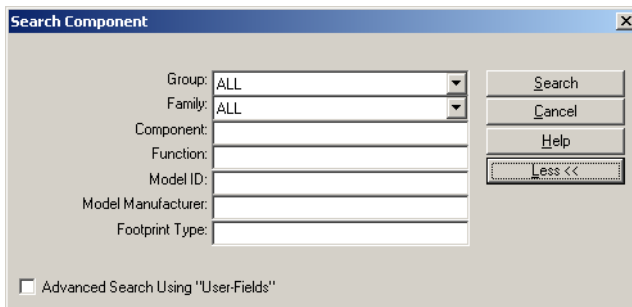 Search Component
Group: ALL
Search
Family: ALL
Cancel
Component:
Function:
Help
Model ID:
Less <<
Model Manufacturer:
Footprint Type:
Advanced Search Using "User-Fields"